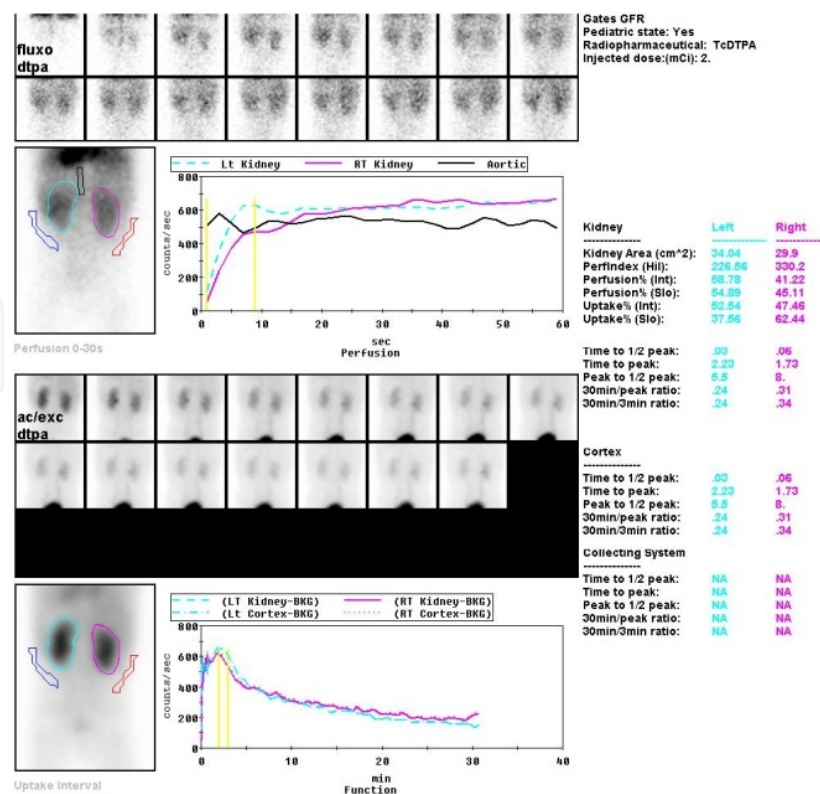 fluxo
dtpa
Gates GFR
Pediatric state: Yes
Radiopharmaceutical: TcDTPA
Injected dose:(mCi): 2.
Lt Kidney RT Kidney Aortic
800
600
400
200
0
counts/sec
0 10 20 30 40 50 60
sec
Perfusion
Perfusion 0-30s
Kidney Left Right
-------------- -------------- --------------
Kidney Area (cm^2): 34.04 29.9
PerfIndex (Hil): 226.56 330.2
Perfusion% (Int): 58.78 41.22
Perfusion% (Slo): 54.89 45.11
Uptake% (Int): 52.54 47.46
Uptake% (Slo): 37.56 62.44
Time to 1/2 peak: .03 .06
Time to peak: 2.23 1.73
Peak to 1/2 peak: 5.5 8.
30min/peak ratio: .24 .31
30min/3min ratio: .24 .34
ac/exc
dtpa
Cortex
--------------
Time to 1/2 peak: .03 .06
Time to peak: 2.23 1.73
Peak to 1/2 peak: 5.5 8.
30min/peak ratio: .24 .31
30min/3min ratio: .24 .34
Collecting System
--------------
Time to 1/2 peak: NA NA
Time to peak: NA NA
Peak to 1/2 peak: NA NA
30min/peak ratio: NA NA
30min/3min ratio: NA NA
(LT Kidney-BKG) (RT Kidney-BKG)
(Lt Cortex-BKG) (RT Cortex-BKG)
800
600
400
200
0
counts/sec
0 10 20 30 40
min
Function
Uptake Interval